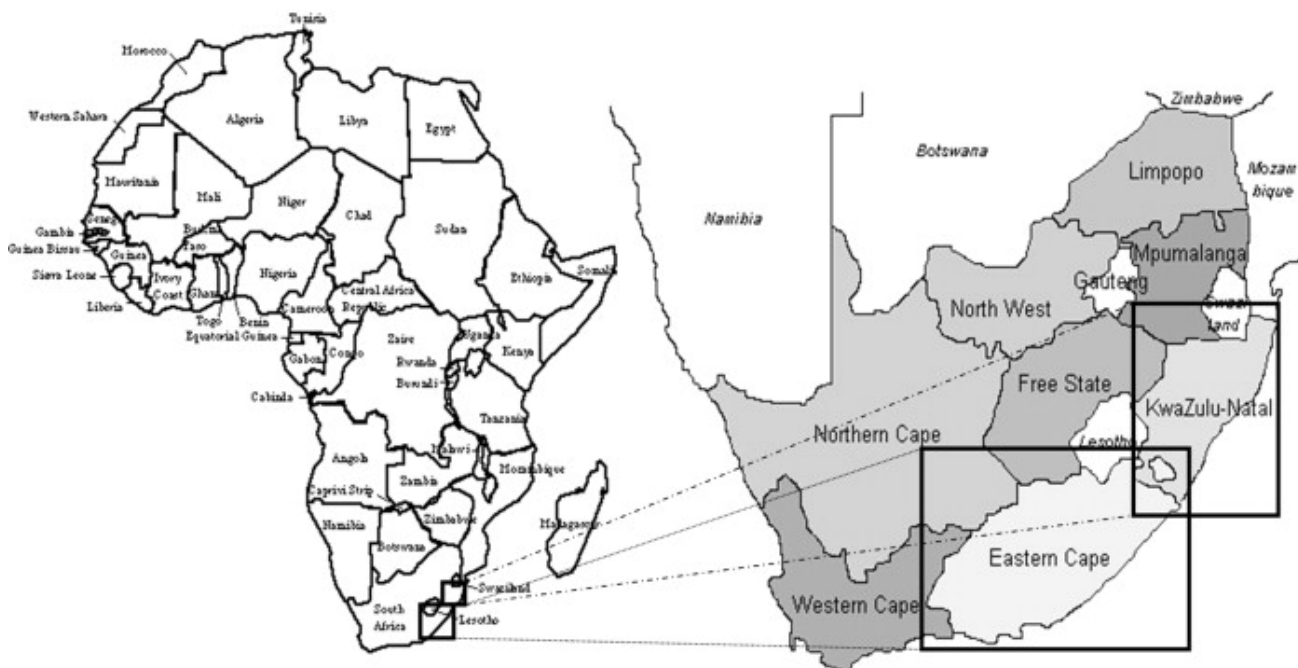 Tunisia
Morocco
Western Sahara
Algeria
Libya
Egypt
Mauritania
Mali
Niger
Chad
Sudan
Gambia
Guinea Bissau
Guinea
Burkina
Faso
Sierra Leone
Ivory
Coast
Ghana
Nigeria
Ethiopia
Somali
Liberia
Togo
Benin
Central Africa
Republic
Cameroon
Equatorial Guinea
Gabon
Congo
Zaire
Uganda
Kenya
Rwanda
Burundi
Cabinda
Tanzania
Angola
Malawi
Zambia
Mozambique
Caprivi Strip
Zimbabwe
Namibia
Botswana
Madagascar
Swaziland
South
Africa
Lesotho
Zimbabwe
Botswana
Mozam
bique
Limpopo
Namibia
Mpumalanga
Gauteng
North West
Swazi
land
Free State
KwaZulu-Natal
Northern Cape
Lesotho
Eastern Cape
Western Cape